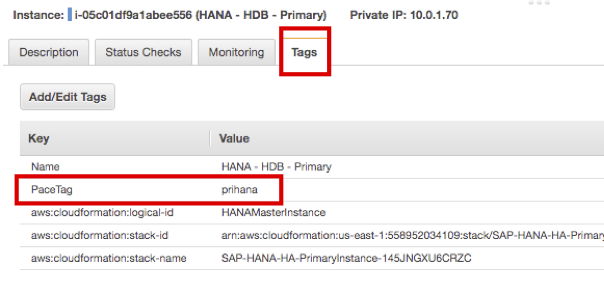 Instance: i-05c01df9a1abee556 (HANA - HDB - Primary) Private IP: 10.0.1.70
Description Status Checks Monitoring Tags
Add/Edit Tags
Key Value
Name HANA - HDB - Primary
PaceTag prihana
aws:cloudformation:logical-id HANAMasterInstance
aws:cloudformation:stack-id arn:aws:cloudformation:us-east-1:558952034109:stack/SAP-HANA-HA-Primary
aws:cloudformation:stack-name SAP-HANA-HA-PrimaryInstance-145JNGXU6CRZC